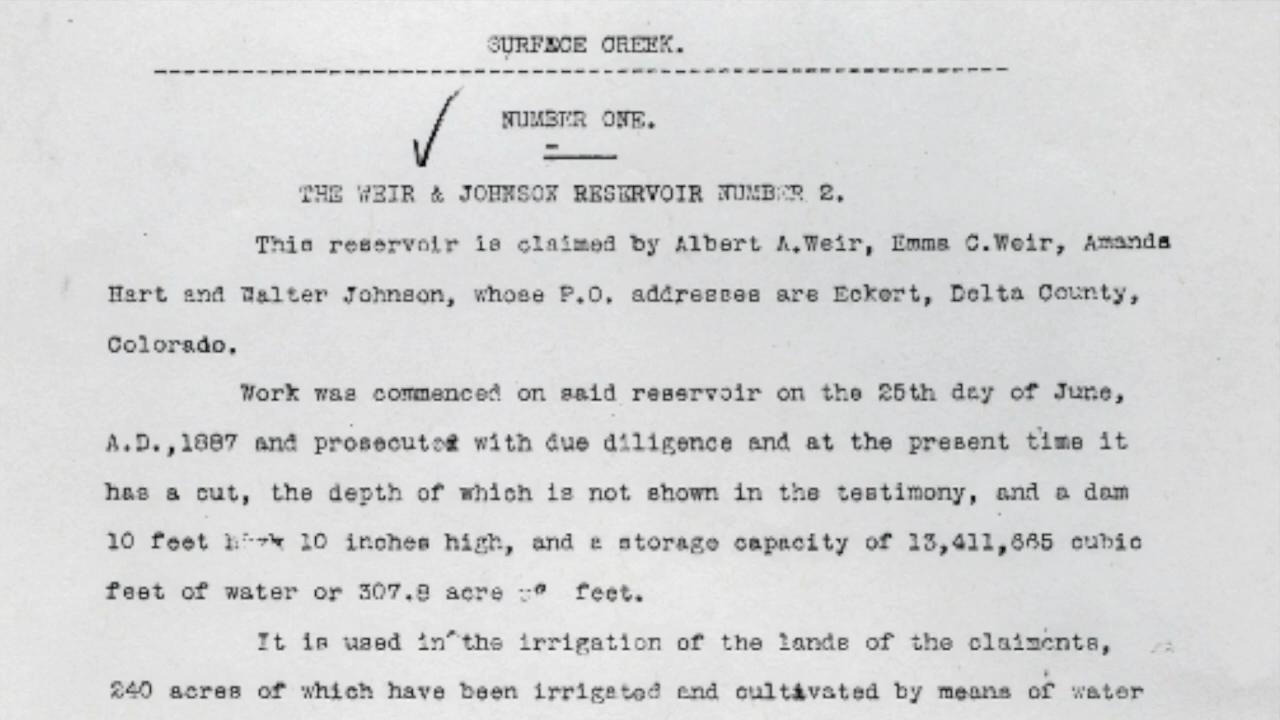 SURFACE CREEK.
NUMBER ONE.
THE WEIR & JOHNSON RESERVOIR NUMBER 2.
This reservoir is claimed by Albert A.Weir, Emma C.Weir, Amanda
Hart and Walter Johnson, whose P.O. addresses are Eckert, Delta County,
Colorado.
Work was commenced on said reservoir on the 25th day of June,
A.D.,1887 and prosecuted with due diligence and at the present time it
has a cut, the depth of which is not shown in the testimony, and a dam
10 feet 10 inches high, and a storage capacity of cubic
feet of water or 307.8 acre feet.
It is used in the irrigation of the lands of the claimants,
240 acres of which have been irrigated and cultivated by means of water